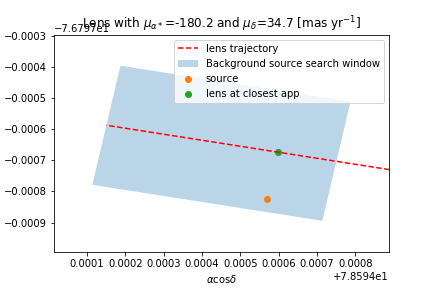 Lens with μα*=-180.2 and μδ=34.7 [mas yr⁻¹]
−7.6797e1
lens trajectory
Background source search window
source
lens at closest app
−0.0003
−0.0004
−0.0005
−0.0006
−0.0007
−0.0008
−0.0009
0.0001 0.0002 0.0003 0.0004 0.0005 0.0006 0.0007 0.0008
+7.8594e1
αcosδ